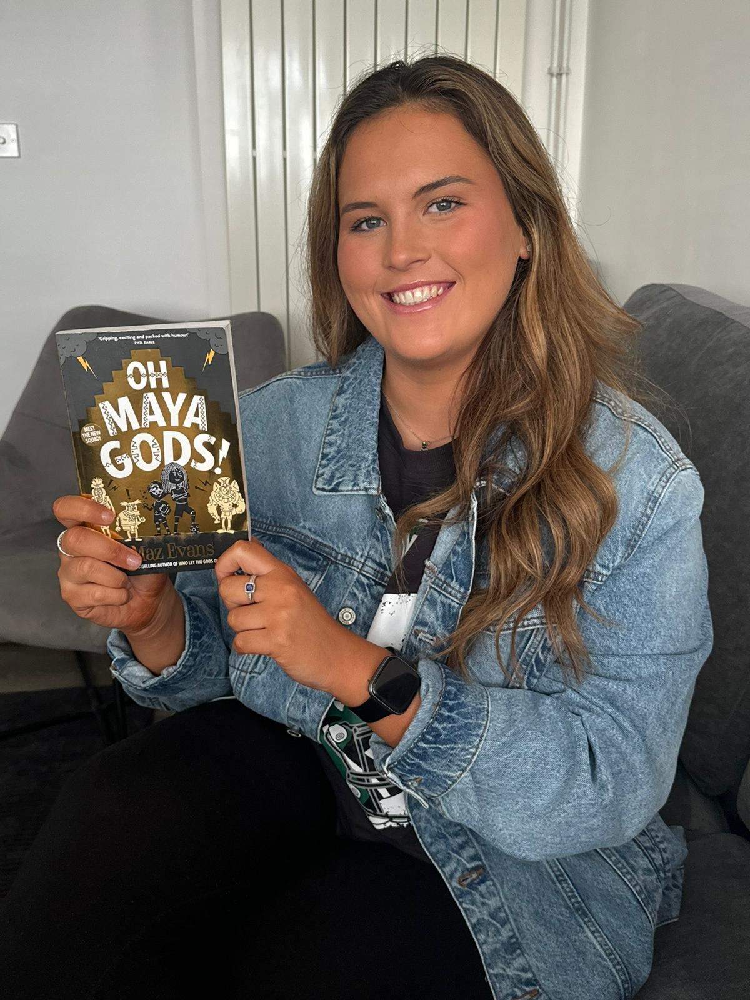 'Gripping, exciting and packed with humour!'
PHIL EARLE
OH
MAYA
GODS!
MEET
THE NEW
SQUAD!
Maz Evans
AUTHOR OF WHO LET THE GODS